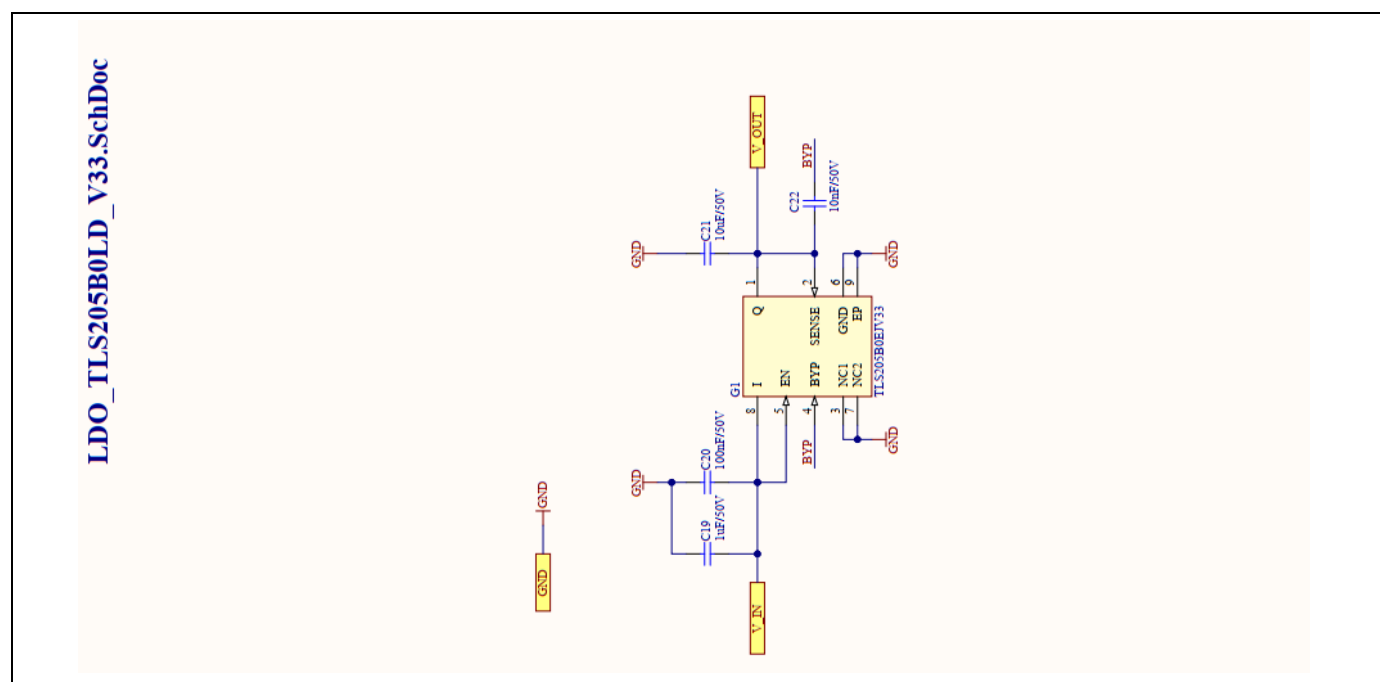 LDO_TLS205B0LD_V33.SchDoc
GND
GND
V_IN
C19
1uF/50V
GND
C20
100nF/50V
BYP
GND
8
5
4
3
7
G1
I
EN
BYP
NC1
NC2
Q
SENSE
GND
EP
TLS205B0EJV33
1
2
6
9
GND
C21
10uF/50V
GND
C22
10nF/50V
BYP
V_OUT